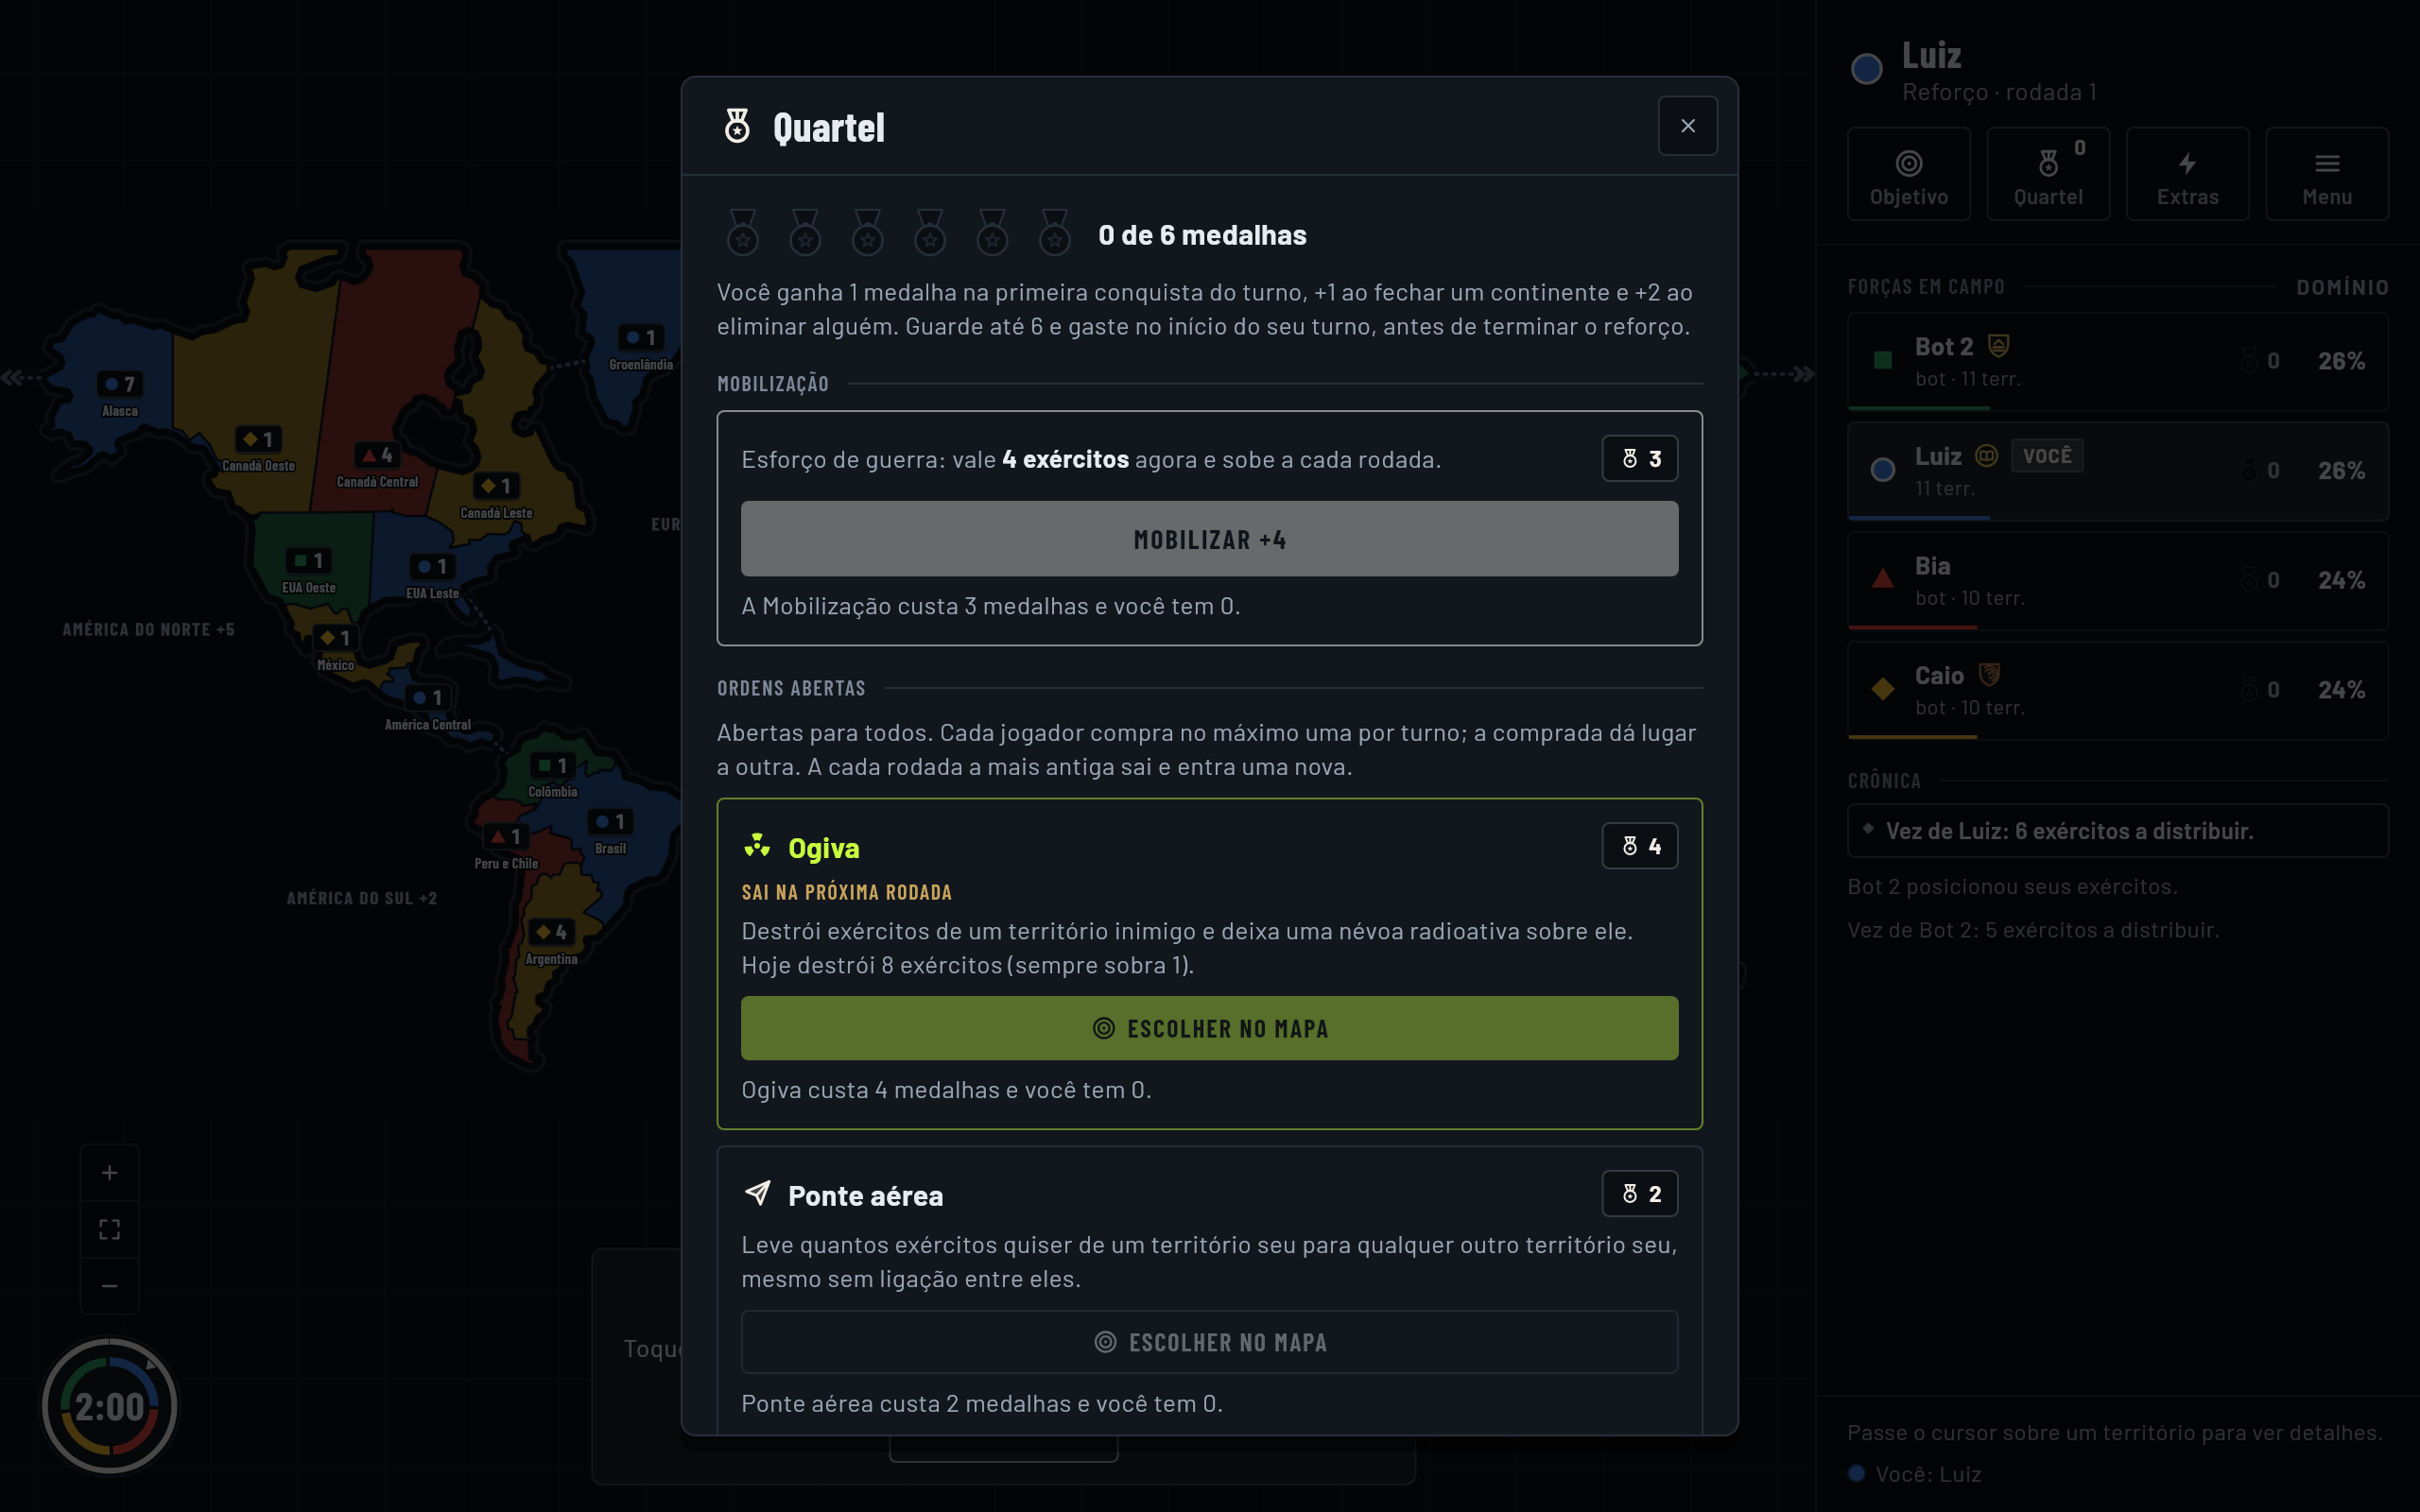 Quartel
0 de 6 medalhas
Você ganha 1 medalha na primeira conquista do turno, +1 ao fechar um continente e +2 ao
eliminar alguém. Guarde até 6 e gaste no início do seu turno, antes de terminar o reforço.
MOBILIZAÇÃO
Esforço de guerra: vale 4 exércitos agora e sobe a cada rodada.
3
MOBILIZAR +4
A Mobilização custa 3 medalhas e você tem 0.
ORDENS ABERTAS
Abertas para todos. Cada jogador compra no máximo uma por turno; a comprada dá lugar
a outra. A cada rodada a mais antiga sai e entra uma nova.
Ogiva
4
SAI NA PRÓXIMA RODADA
Destrói exércitos de um território inimigo e deixa uma névoa radioativa sobre ele.
Hoje destrói 8 exércitos (sempre sobra 1).
ESCOLHER NO MAPA
Ogiva custa 4 medalhas e você tem 0.
Ponte aérea
2
Leve quantos exércitos quiser de um território seu para qualquer outro território seu,
mesmo sem ligação entre eles.
ESCOLHER NO MAPA
Ponte aérea custa 2 medalhas e você tem 0.
7
Alasca
1
Canadá Oeste
4
Canadá Central
1
Canadá Leste
1
Groenlândia
1
EUA Oeste
1
EUA Leste
1
México
1
América Central
AMÉRICA DO NORTE +5
1
Colômbia
1
Brasil
1
Peru e Chile
4
Argentina
AMÉRICA DO SUL +2
+
−
2:00
Luiz
Reforço · rodada 1
Objetivo
0
Quartel
Extras
Menu
FORÇAS EM CAMPO
DOMÍNIO
Bot 2
bot · 11 terr.
0
26%
Luiz
VOCÊ
11 terr.
0
26%
Bia
bot · 10 terr.
0
24%
Caio
bot · 10 terr.
0
24%
CRÔNICA
Vez de Luiz: 6 exércitos a distribuir.
Bot 2 posicionou seus exércitos.
Vez de Bot 2: 5 exércitos a distribuir.
Passe o cursor sobre um território para ver detalhes.
Você: Luiz